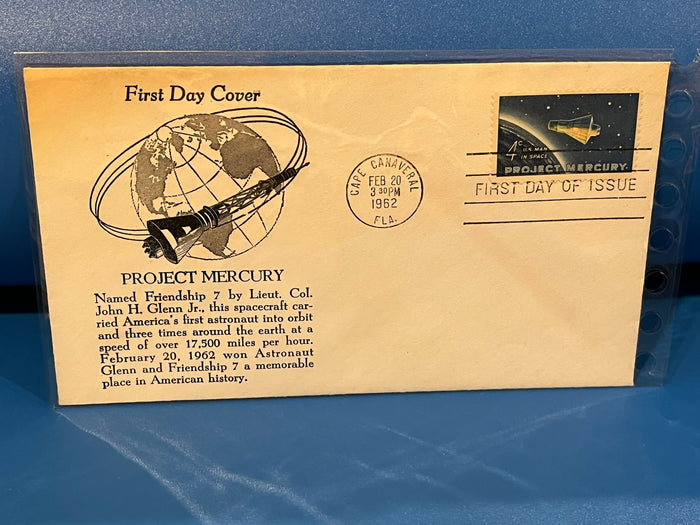 First Day Cover
PROJECT MERCURY
Named Friendship 7 by Lieut. Col.
John H. Glenn Jr., this spacecraft car-
ried America's first astronaut into orbit
and three times around the earth at a
speed of over 17,500 miles per hour.
February 20, 1962 won Astronaut
Glenn and Friendship 7 a memorable
place in American history.
CAPE CANAVERAL
FEB 20
3 30 PM
1962
FLA.
4c
U.S. MAN
IN SPACE
PROJECT MERCURY
FIRST DAY OF ISSUE